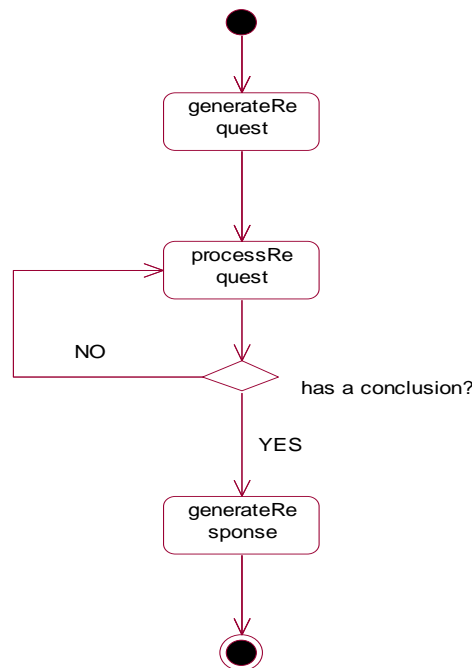 generateRe
quest
processRe
quest
NO
has a conclusion?
YES
generateRe
sponse